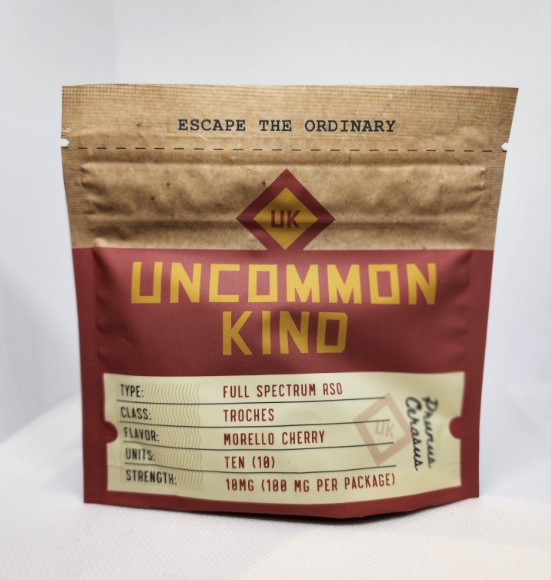 ESCAPE THE ORDINARY
UK
UNCOMMON
KIND
TYPE: FULL SPECTRUM RSO
CLASS: TROCHES
FLAVOR: MORELLO CHERRY
UNITS: TEN (10)
STRENGTH: 10MG (100 MG PER PACKAGE)
UK
Prunus
Cerasus